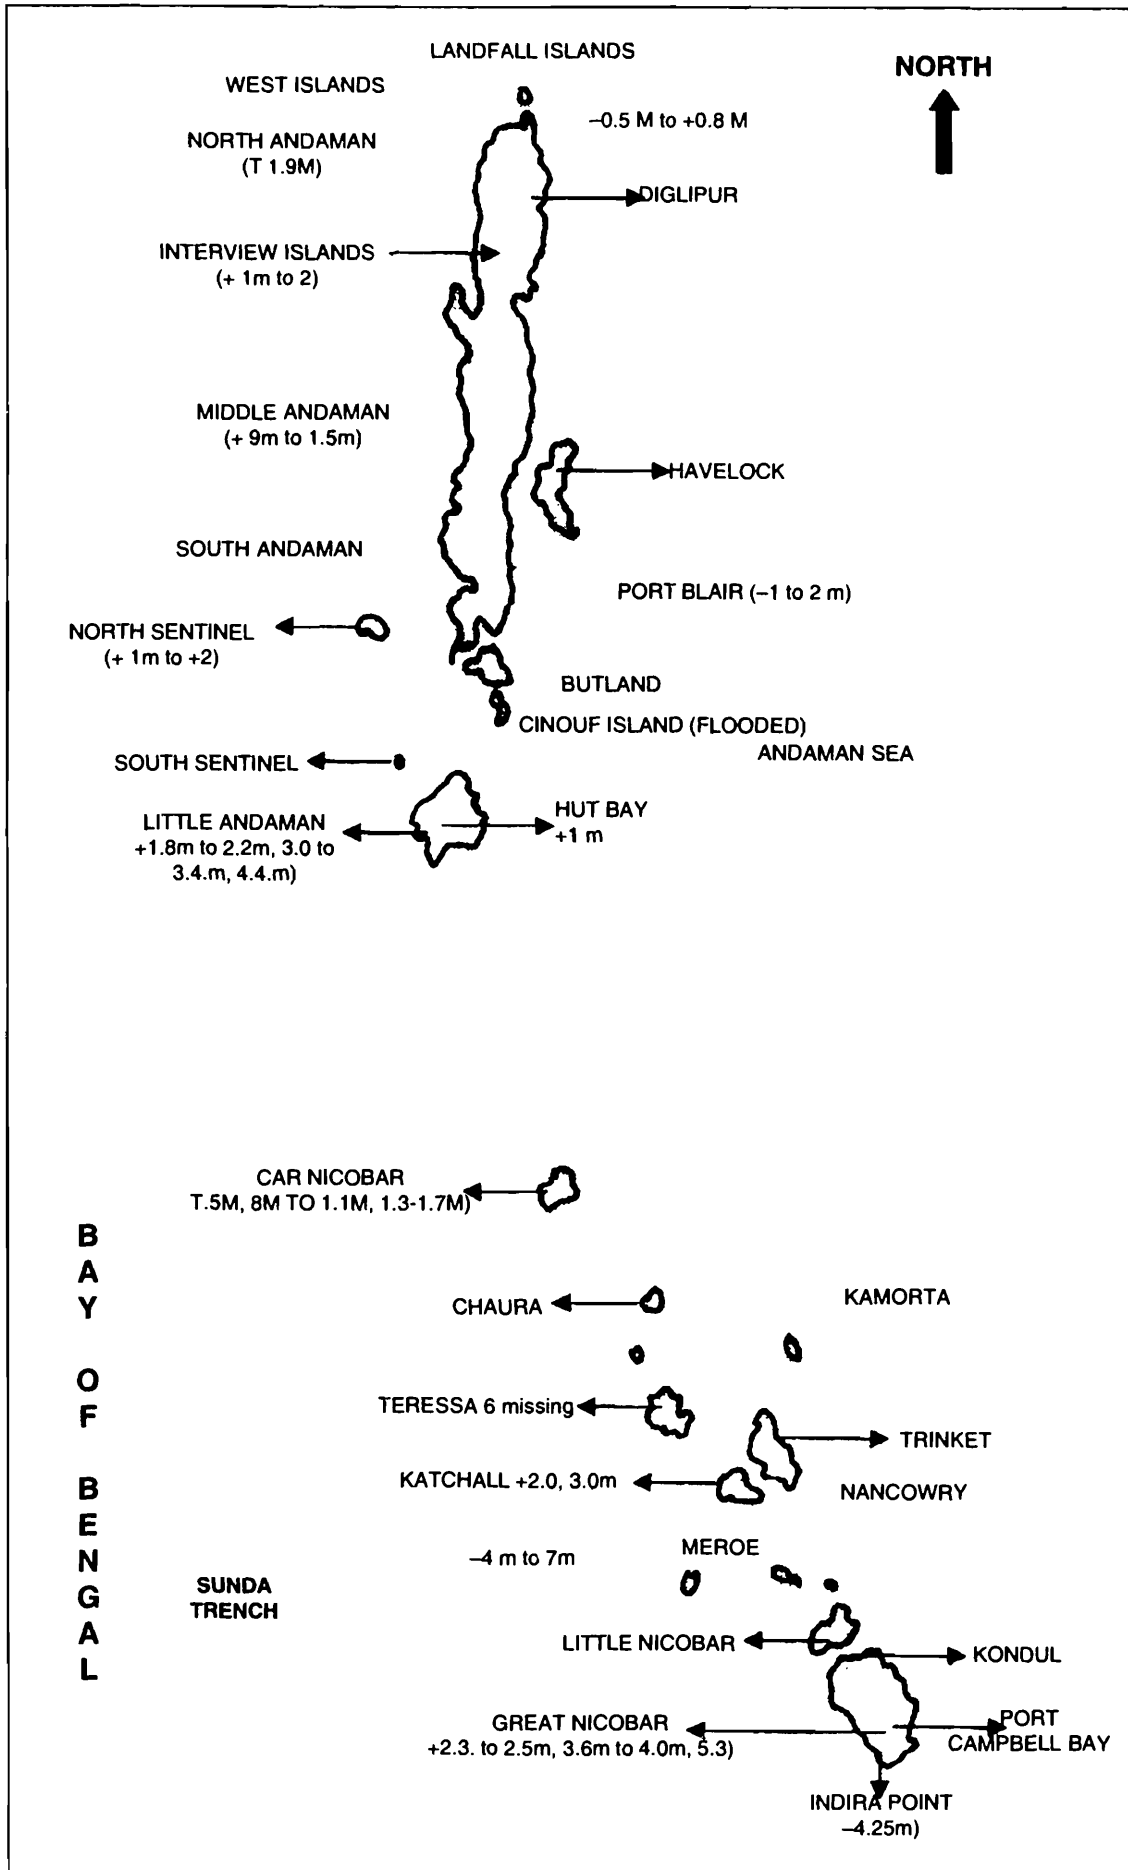 LANDFALL ISLANDS
NORTH
WEST ISLANDS
–0.5 M to +0.8 M
NORTH ANDAMAN
(T 1.9M)
DIGLIPUR
INTERVIEW ISLANDS
(+ 1m to 2)
MIDDLE ANDAMAN
(+ 9m to 1.5m)
HAVELOCK
SOUTH ANDAMAN
PORT BLAIR (–1 to 2 m)
NORTH SENTINEL
(+ 1m to +2)
BUTLAND
CINOUF ISLAND (FLOODED)
ANDAMAN SEA
SOUTH SENTINEL
HUT BAY
+1 m
LITTLE ANDAMAN
+1.8m to 2.2m, 3.0 to
3.4.m, 4.4.m)
CAR NICOBAR
T.5M, 8M TO 1.1M, 1.3-1.7M)
BAY OF BENGAL
CHAURA
KAMORTA
TERESSA 6 missing
TRINKET
KATCHALL +2.0, 3.0m
NANCOWRY
MEROE
–4 m to 7m
SUNDA
TRENCH
LITTLE NICOBAR
KONDUL
GREAT NICOBAR
+2.3. to 2.5m, 3.6m to 4.0m, 5.3)
PORT
CAMPBELL BAY
INDIRA POINT
–4.25m)